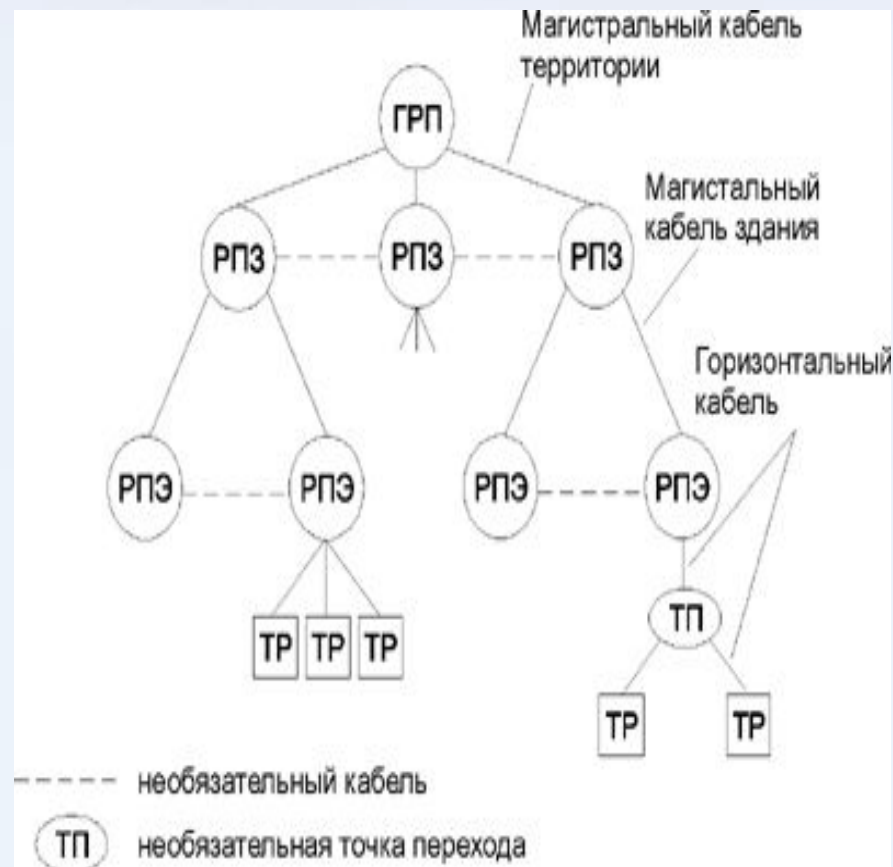 Магистральный кабель
территории
ГРП
Магистальный
кабель здания
РПЗ РПЗ РПЗ
Горизонтальный
кабель
РПЭ РПЭ РПЭ РПЭ
ТП
ТР ТР ТР
ТР ТР
необязательный кабель
ТП необязательная точка перехода